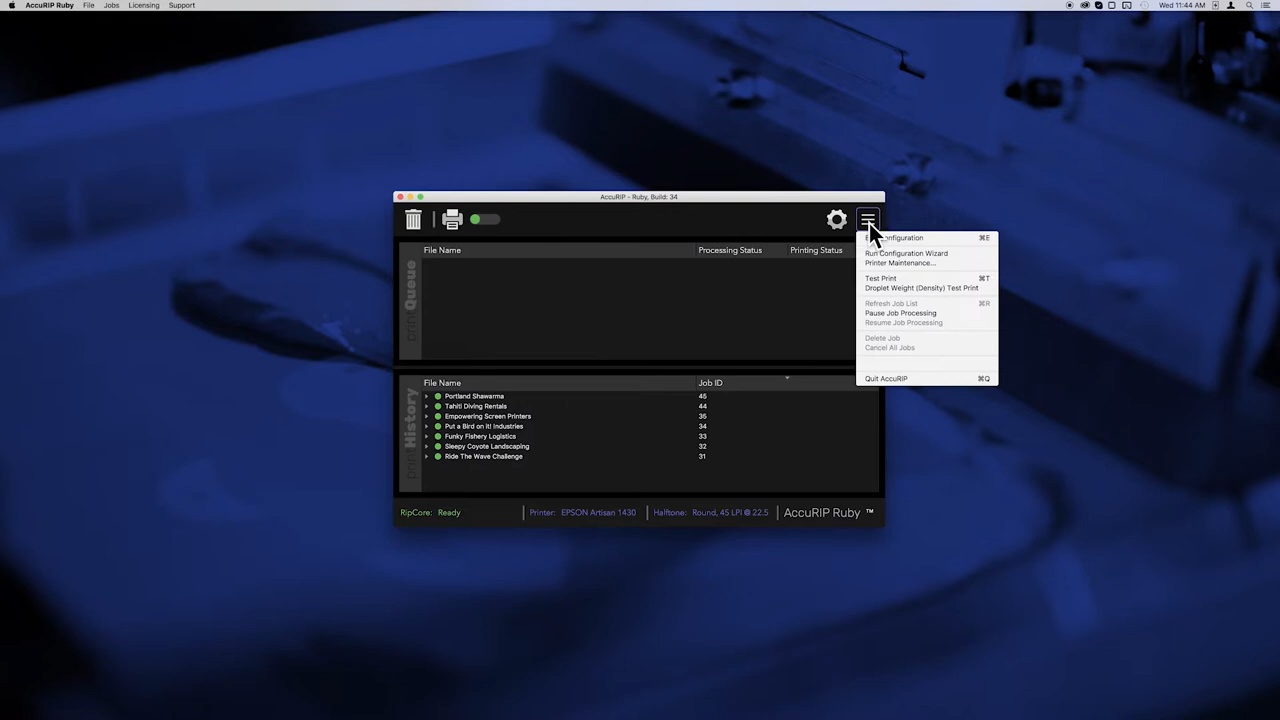 AccuRIP Ruby File Jobs Licensing Support
Wed 11:44 AM
AccuRIP - Ruby, Build: 34
printQueue
File Name Processing Status Printing Status
Configuration ⌘E
Run Configuration Wizard
Printer Maintenance...
Test Print ⌘T
Droplet Weight (Density) Test Print
Refresh Job List ⌘R
Pause Job Processing
Resume Job Processing
Delete Job
Cancel All Jobs
Quit AccuRIP ⌘Q
printHistory
File Name Job ID
Portland Shawarma 45
Tahiti Diving Rentals 44
Empowering Screen Printers 35
Put a Bird on it! Industries 34
Funky Fishery Logistics 33
Sleepy Coyote Landscaping 32
Ride The Wave Challenge 31
RipCore: Ready Printer: EPSON Artisan 1430 Halftone: Round, 45 LPI @ 22.5 AccuRIP Ruby ™